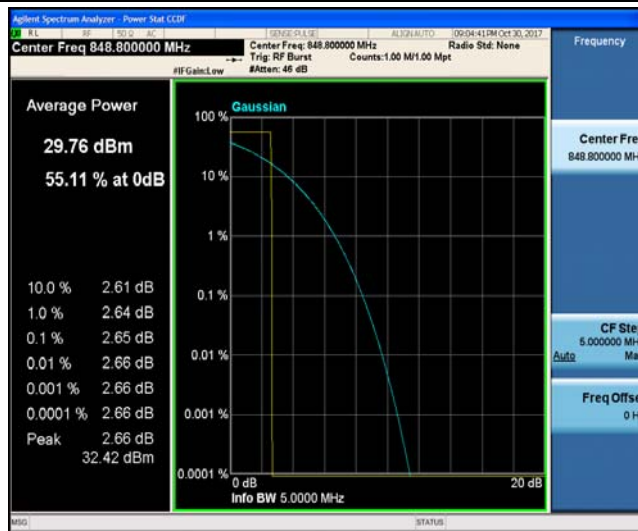 Agilent Spectrum Analyzer - Power Stat CCDF
RL RF 50 Ω AC SENSE:PULSE ALIGN AUTO 09:04:41 PM Oct 30, 2017
Center Freq 848.800000 MHz
Center Freq: 848.800000 MHz Radio Std: None
Trig: RF Burst Counts:1.00 M/1.00 Mpt
#IFGain:Low #Atten: 46 dB
Frequency
Average Power
29.76 dBm
55.11 % at 0dB
10.0 % 2.61 dB
1.0 % 2.64 dB
0.1 % 2.65 dB
0.01 % 2.66 dB
0.001 % 2.66 dB
0.0001 % 2.66 dB
Peak 2.66 dB
32.42 dBm
Gaussian
100 %
10 %
1 %
0.1 %
0.01 %
0.001 %
0.0001 %
0 dB 20 dB
Info BW 5.0000 MHz
Center Fre
848.800000 MH
CF Ste
5.000000 MH
Auto Ma
Freq Offse
0 H
MSG STATUS